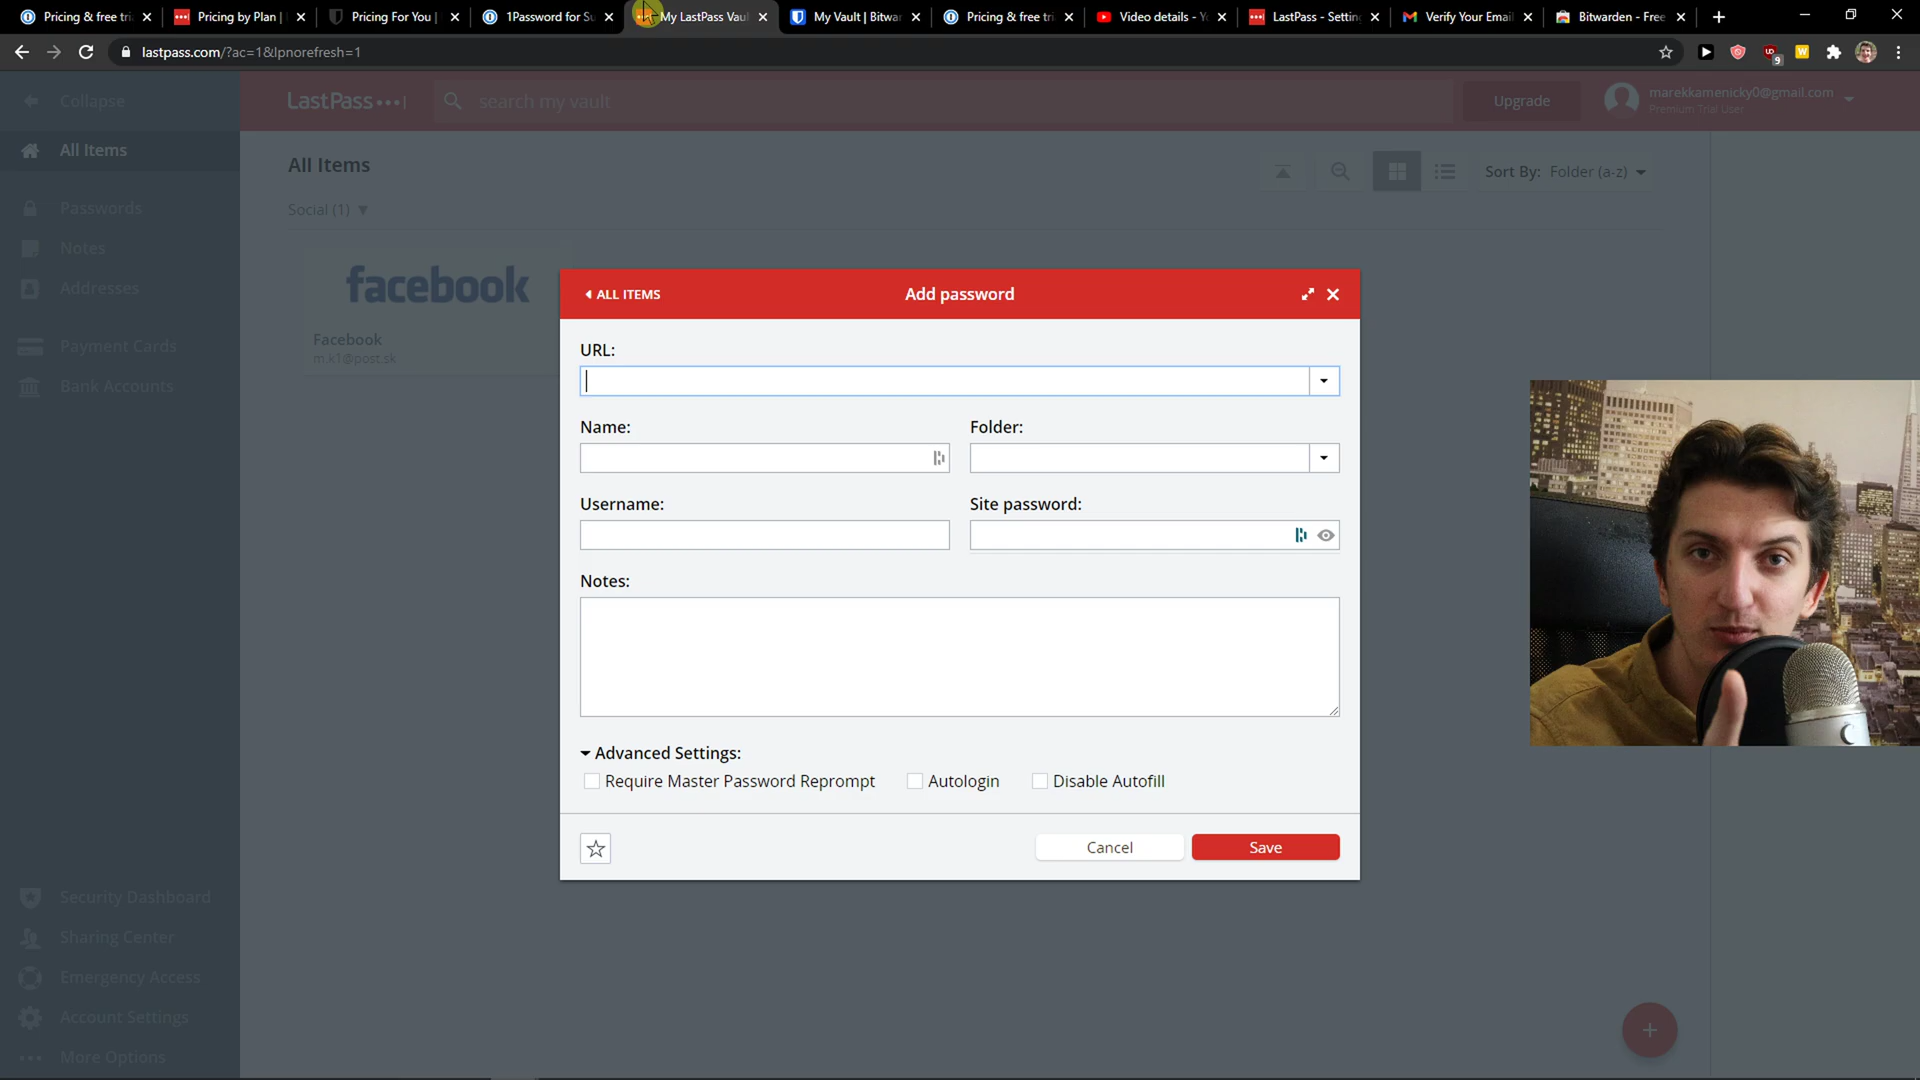 Pricing & free tri
Pricing by Plan |
Pricing For You |
1Password for Su
My LastPass Vaul
My Vault | Bitwar
Pricing & free tri
Video details - Yo
LastPass - Setting
Verify Your Email
Bitwarden - Free
lastpass.com/?ac=1&lpnorefresh=1
9
Collapse
LastPass•••|
search my vault
Upgrade
marekkamenicky0@gmail.com
Premium Trial User
All Items
Passwords
Notes
Addresses
Payment Cards
Bank Accounts
Security Dashboard
Sharing Center
Emergency Access
Account Settings
More Options
All Items
Sort By: Folder (a-z)
Social (1)
facebook
Facebook
m.k1@post.sk
ALL ITEMS
Add password
URL:
Name:
Folder:
Username:
Site password:
Notes:
Advanced Settings:
Require Master Password Reprompt
Autologin
Disable Autofill
Cancel
Save